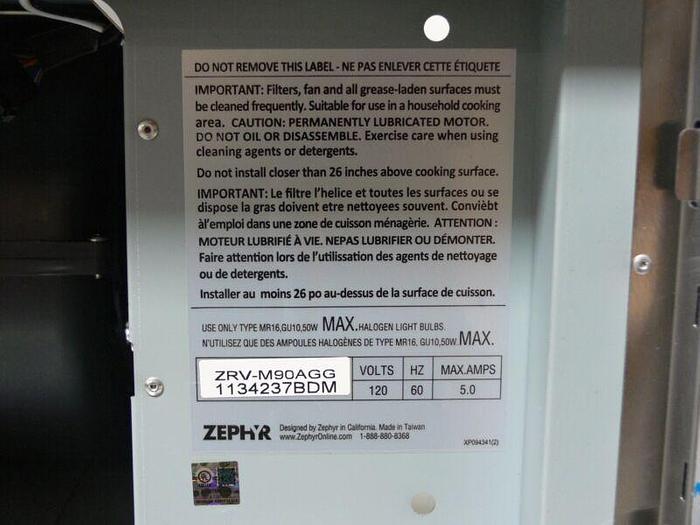 DO NOT REMOVE THIS LABEL - NE PAS ENLEVER CETTE ÉTIQUETE
IMPORTANT: Filters, fan and all grease-laden surfaces must
be cleaned frequently. Suitable for use in a household cooking
area. CAUTION: PERMANENTLY LUBRICATED MOTOR.
DO NOT OIL OR DISASSEMBLE. Exercise care when using
cleaning agents or detergents.
Do not install closer than 26 inches above cooking surface.
IMPORTANT: Le filtre l'helice et toutes les surfaces ou se
dispose la gras doivent etre nettoyees souvent. Convièbt
àl'emploi dans une zone de cuisson ménagerie. ATTENTION :
MOTEUR LUBRIFIÉ À VIE. NEPAS LUBRIFIER OU DÉMONTER.
Faire attention lors de l'utilisation des agents de nettoyage
ou de detergents.
Installer au moins 26 po au-dessus de la surface de cuisson.
USE ONLY TYPE MR16,GU10,50W MAX.HALOGEN LIGHT BULBS.
N'UTILISEZ QUE DES AMPOULES HALOGÈNES DE TYPE MR16, GU10,50W MAX.
ZRV-M90AGG VOLTS HZ MAX.AMPS
1134237BDM 120 60 5.0
ZEPHYR Designed by Zephyr in California. Made in Taiwan
www.ZephyrOnline.com 1-888-880-8368
XP094341(2)